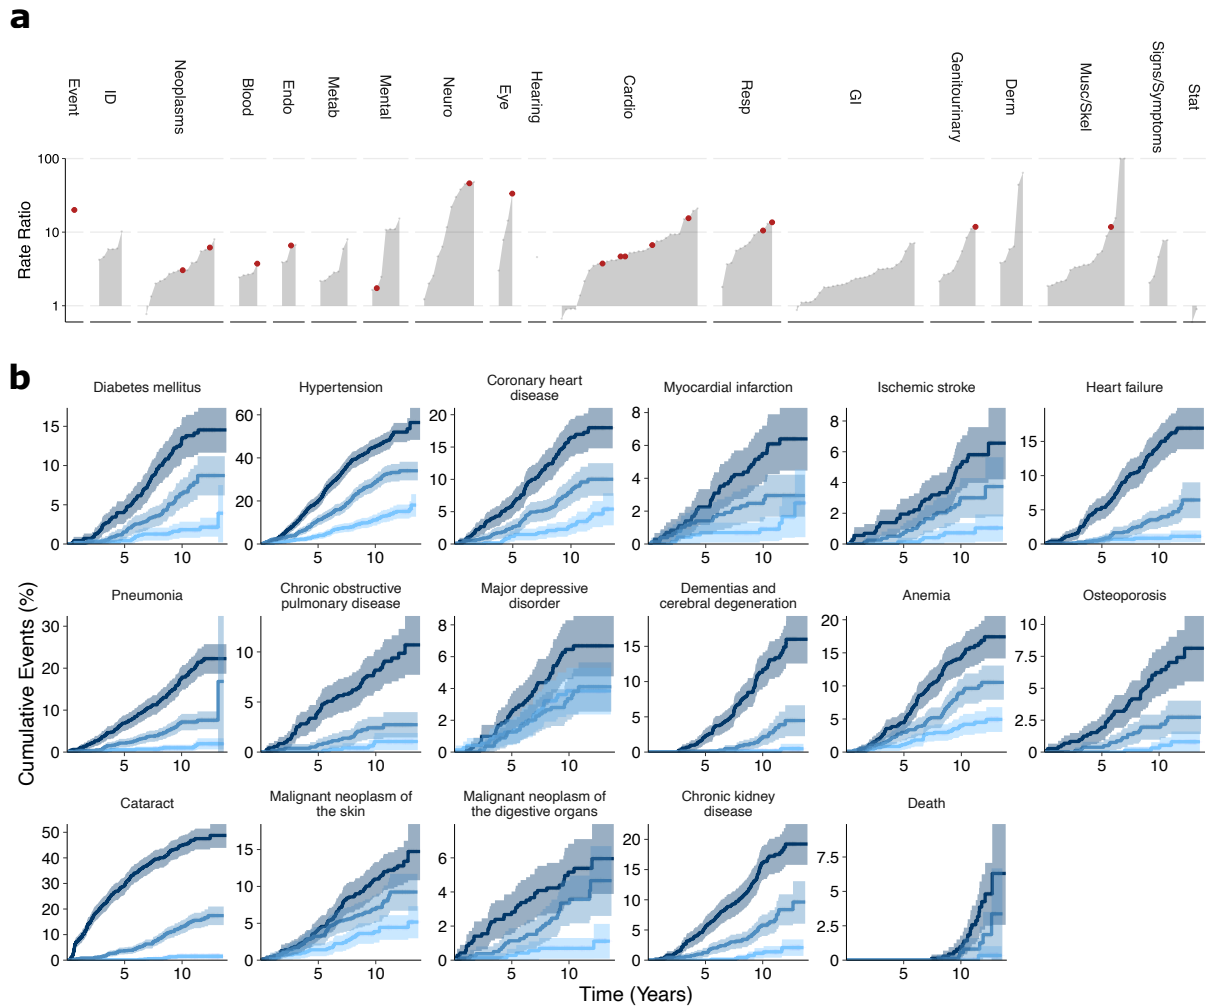 a
Event
ID
Neoplasms
Blood
Endo
Metab
Mental
Neuro
Eye
Hearing
Cardio
Resp
GI
Genitourinary
Derm
Musc/Skel
Signs/Symptoms
Stat
Rate Ratio
100
10
1
b
Cumulative Events (%)
Diabetes mellitus
15
10
5
0
5 10
Hypertension
60
40
20
0
5 10
Coronary heart
disease
20
15
10
5
0
5 10
Myocardial infarction
8
6
4
2
0
5 10
Ischemic stroke
8
6
4
2
0
5 10
Heart failure
15
10
5
0
5 10
Pneumonia
30
20
10
0
5 10
Chronic obstructive
pulmonary disease
10
5
0
5 10
Major depressive
disorder
8
6
4
2
0
5 10
Dementias and
cerebral degeneration
15
10
5
0
5 10
Anemia
20
15
10
5
0
5 10
Osteoporosis
10
7.5
5
2.5
0
5 10
Cataract
50
40
30
20
10
0
5 10
Malignant neoplasm of
the skin
15
10
5
0
5 10
Malignant neoplasm of
the digestive organs
6
4
2
0
5 10
Chronic kidney
disease
20
15
10
5
0
5 10
Death
7.5
5
2.5
0
5 10
Time (Years)